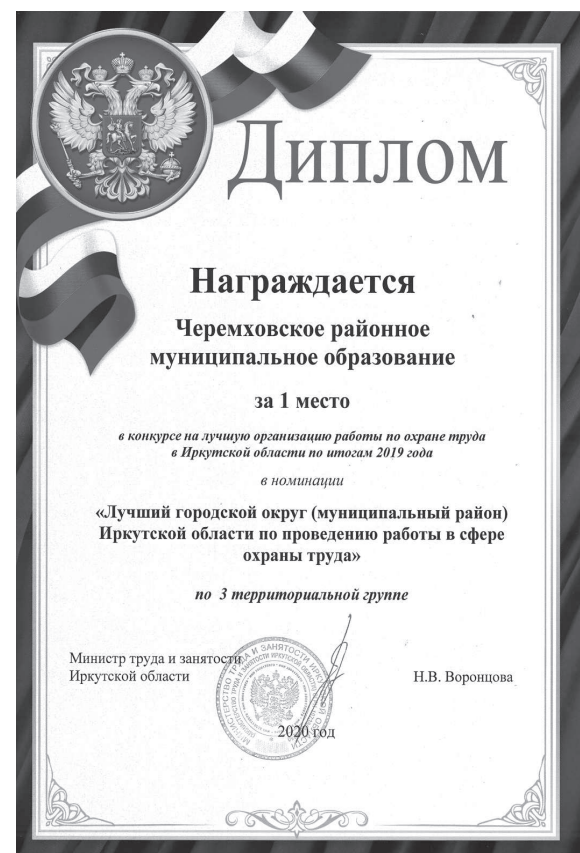 Диплом
Награждается
Черемховское районное
муниципальное образование
за 1 место
в конкурсе на лучшую организацию работы по охране труда
в Иркутской области по итогам 2019 года
в номинации
«Лучший городской округ (муниципальный район)
Иркутской области по проведению работы в сфере
охраны труда»
по 3 территориальной группе
Министр труда и занятости
Иркутской области
Н.В. Воронцова
2020 год